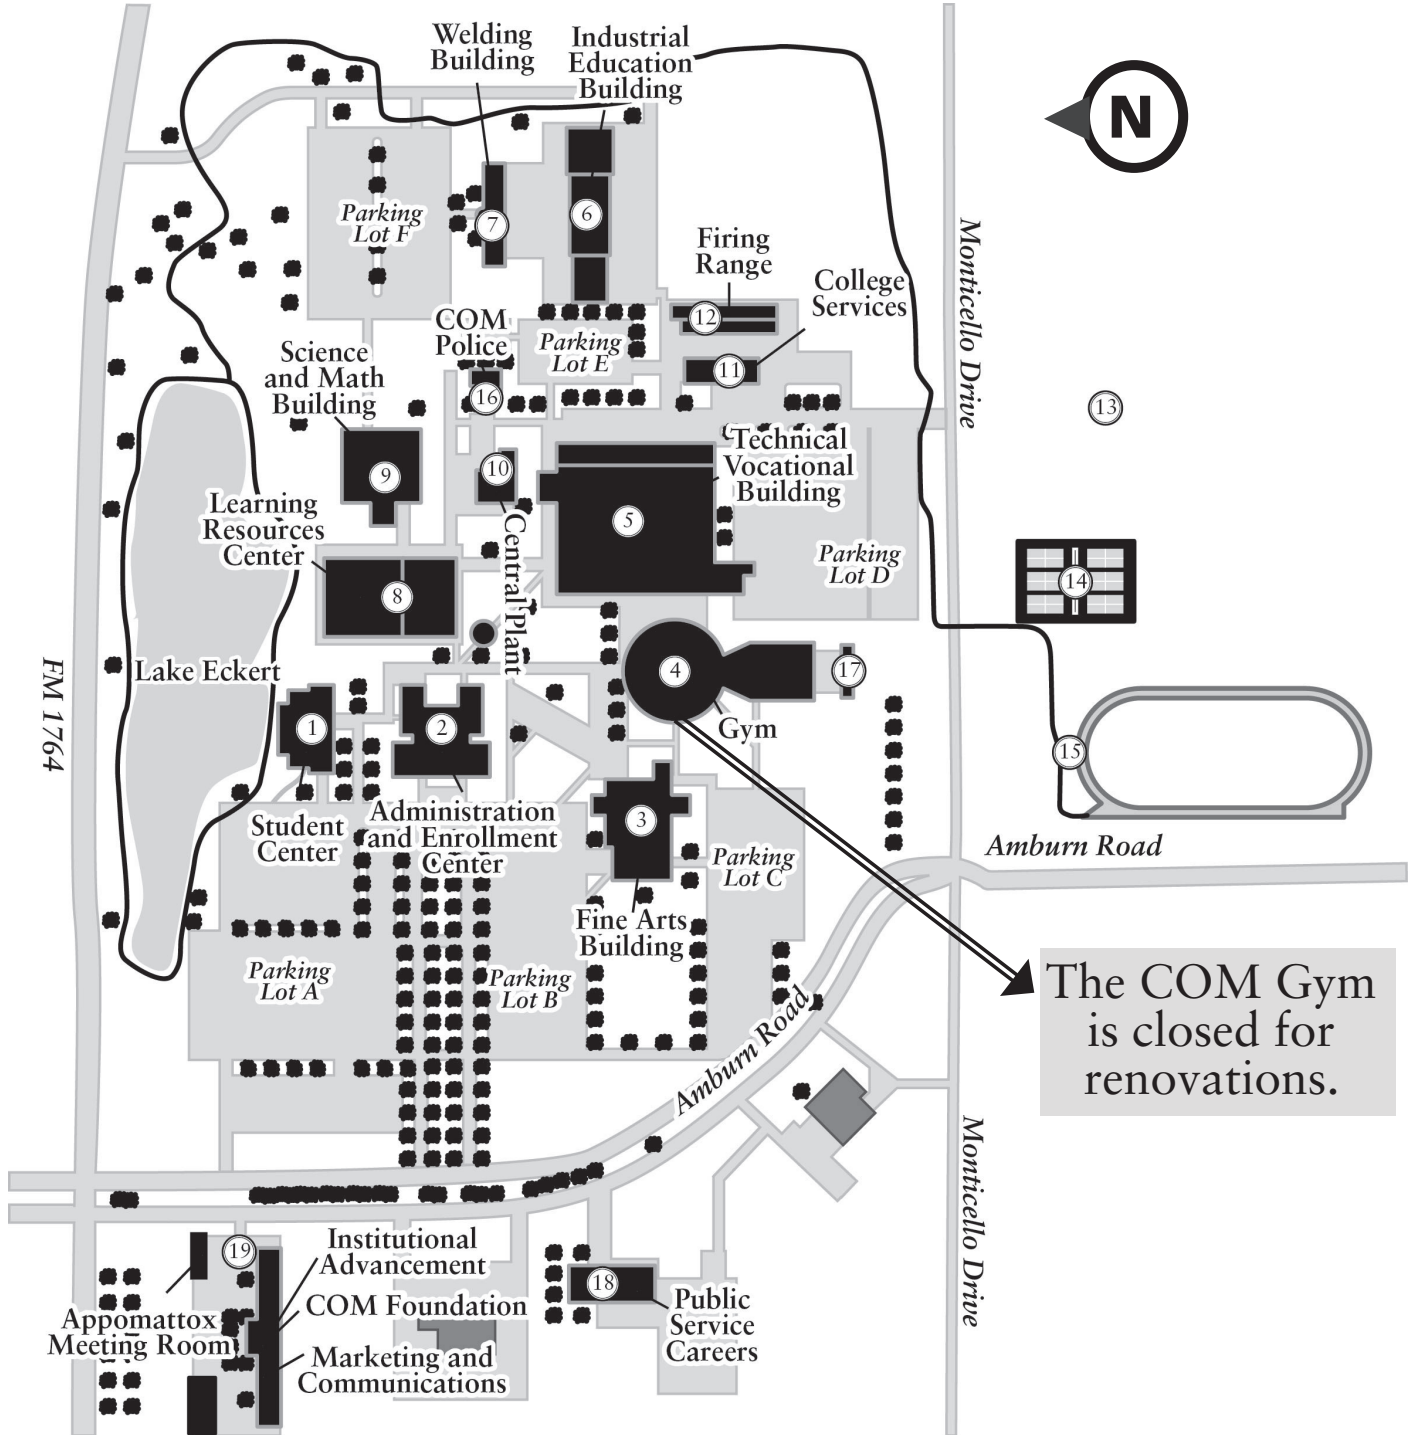 Welding
Building
Industrial
Education
Building
N
Parking
Lot F
7
6
Firing
Range
College
Services
Monticello Drive
12
COM
Police
Parking
Lot E
11
Science
and Math
Building
16
13
Technical
Vocational
Building
9
10
5
Learning
Resources
Center
Central Plant
Parking
Lot D
14
8
Lake Eckert
4
17
FM 1764
1
2
Gym
15
Student
Center
Administration
and Enrollment
Center
3
Parking
Lot C
Amburn Road
Fine Arts
Building
Parking
Lot A
Parking
Lot B
The COM Gym
is closed for
renovations.
Amburn Road
Monticello Drive
19
Institutional
Advancement
18
Appomattox
Meeting Room
COM Foundation
Public
Service
Careers
Marketing and
Communications